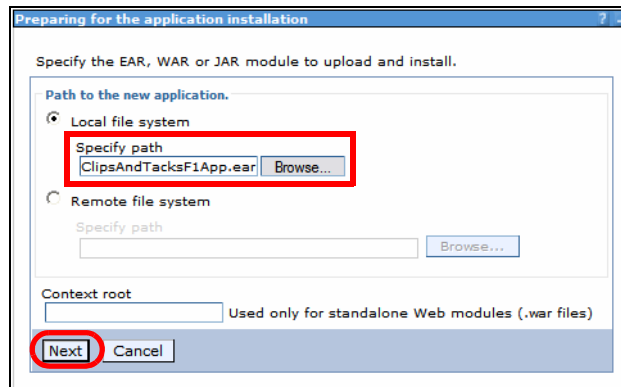 Preparing for the application installation ? -
Specify the EAR, WAR or JAR module to upload and install.
Path to the new application.
Local file system
Specify path
ClipsAndTacksF1App.ear Browse...
Remote file system
Specify path
Browse...
Context root
Used only for standalone Web modules (.war files)
Next Cancel